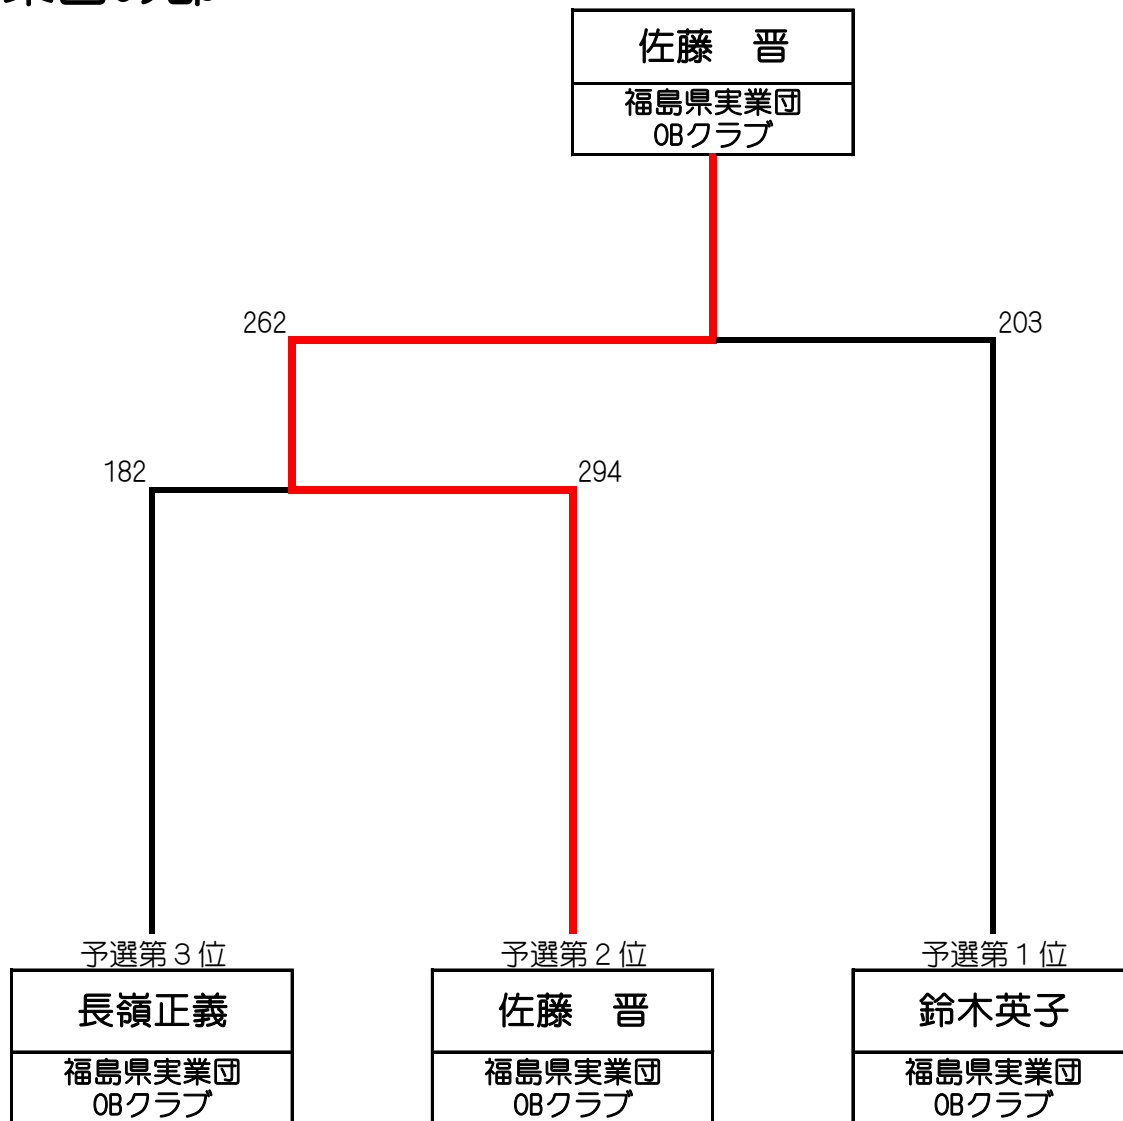 佐藤　晋
福島県実業団
OBクラブ
262
203
182
294
予選第３位
予選第２位
予選第１位
長嶺正義
佐藤　晋
鈴木英子
福島県実業団
OBクラブ
福島県実業団
OBクラブ
福島県実業団
OBクラブ